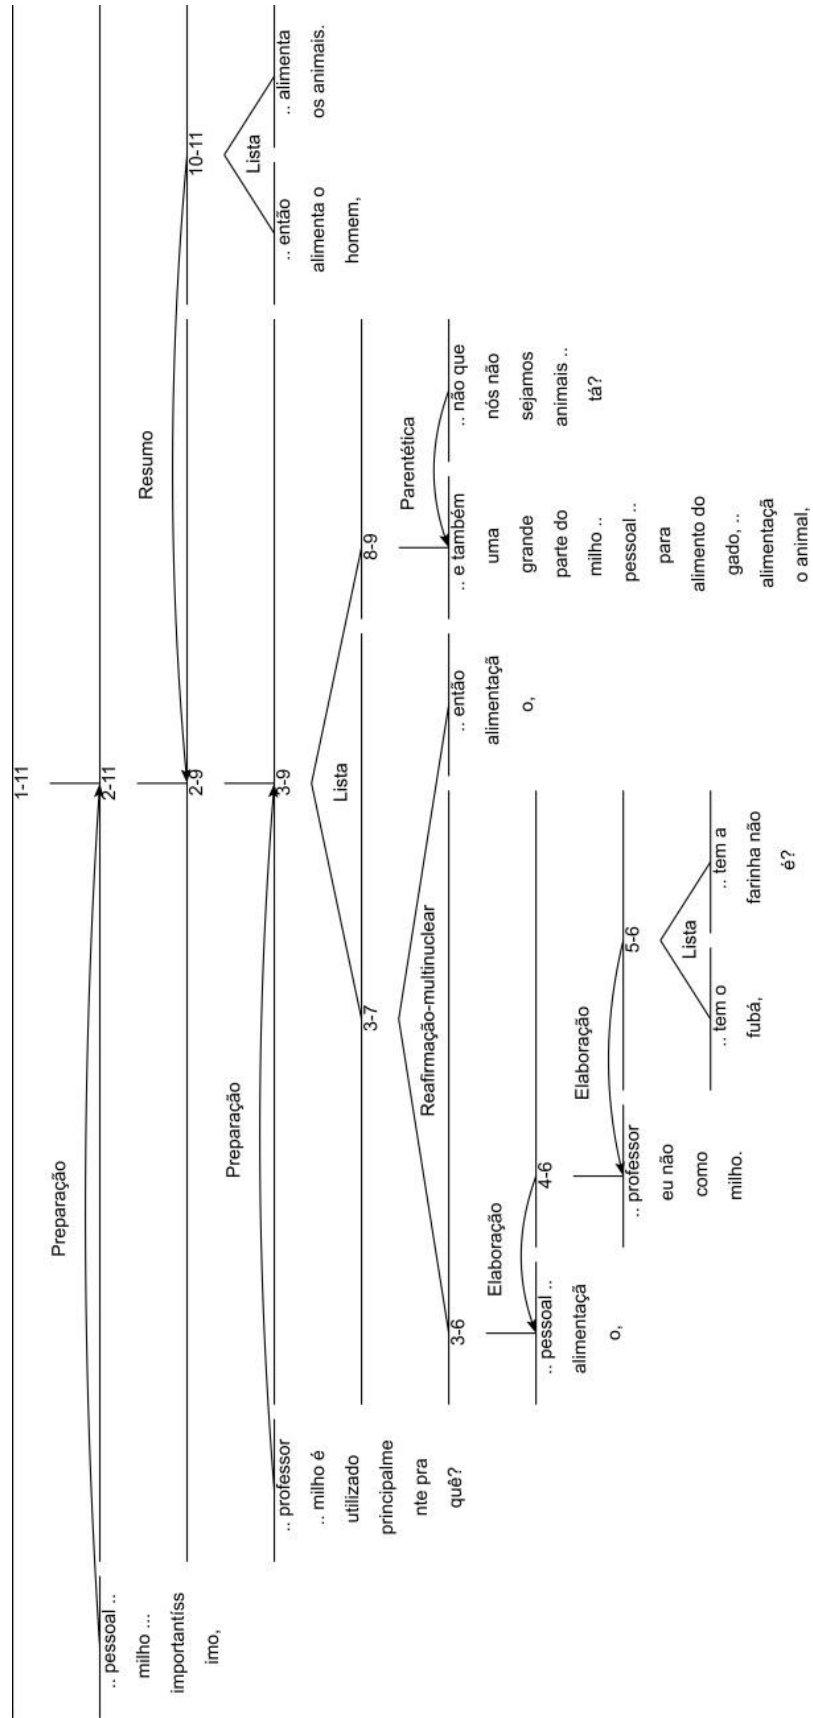 1-11
Preparação
2-11
.. pessoal ..
milho ...
importantíss
imo,
Resumo
2-9
10-11
Preparação
3-9
.. professor
.. milho é
utilizado
principalme
nte pra
quê?
Lista
3-7
8-9
Reafirmação-multinuclear
3-6
Elaboração
.. pessoal ..
alimentaçã
o,
4-6
Elaboração
.. professor
eu não
como
milho.
5-6
Lista
.. tem o
fubá,
.. tem a
farinha não
é?
.. então
alimentaçã
o,
Parentética
.. e também
uma
grande
parte do
milho ..
pessoal ..
para
alimento do
gado, ..
alimentaçã
o animal,
.. não que
nós não
sejamos
animais ..
tá?
Lista
.. então
alimenta o
homem,
.. alimenta
os animais.